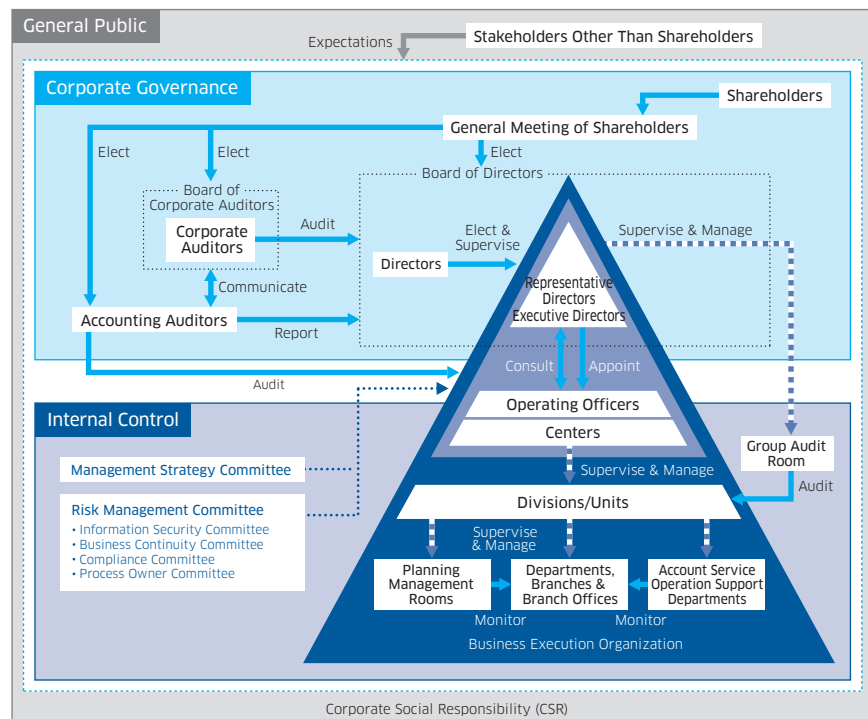 General Public
Stakeholders Other Than Shareholders
Expectations
Corporate Governance
Shareholders
General Meeting of Shareholders
Elect
Elect
Elect
Board of Directors
Board of
Corporate Auditors
Corporate
Auditors
Audit
Elect &
Supervise
Supervise & Manage
Directors
Communicate
Representative
Directors
Executive Directors
Accounting Auditors
Report
Audit
Consult
Appoint
Internal Control
Operating Officers
Centers
Group Audit
Room
Management Strategy Committee
Supervise & Manage
Audit
Divisions/Units
Risk Management Committee
• Information Security Committee
• Business Continuity Committee
• Compliance Committee
• Process Owner Committee
Supervise
& Manage
Planning
Management
Rooms
Departments,
Branches &
Branch Offices
Account Service
Operation Support
Departments
Monitor
Monitor
Business Execution Organization
Corporate Social Responsibility (CSR)